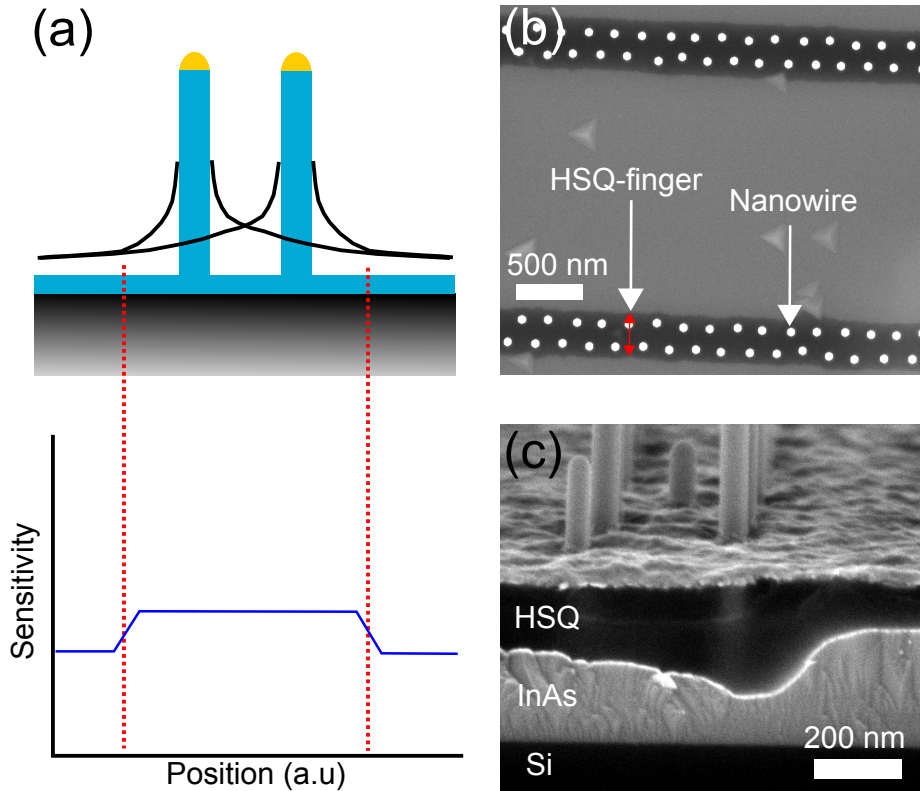 (a)
Sensitivity
Position (a.u)
(b)
HSQ-finger
Nanowire
500 nm
(c)
HSQ
InAs
Si
200 nm